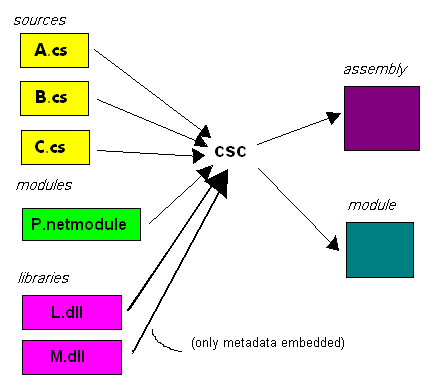 sources
A.cs
B.cs
C.cs
modules
P.netmodule
libraries
L.dll
M.dll
csc
(only metadata embedded)
assembly
module